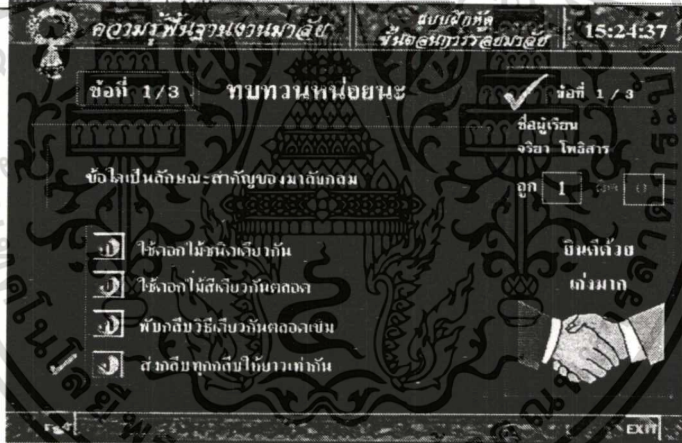 ความรู้พื้นฐานงานมาลัย
แบบฝึกหัด
ขั้นตอนการร้อยมาลัย
15:24:37
ข้อที่ 1/3
ทบทวนหน่อยนะ
ข้อที่ 1 / 3
ชื่อผู้เรียน
จริยา โพธิสาร
ข้อใดเป็นลักษณะสำคัญของมาลัยกลม
ถูก 1
ใช้ดอกไม้ชนิดเดียวกัน
ใช้ดอกไม้สีเดียวกันตลอด
พับกลีบวิธีเดียวกันตลอดเข็ม
ส่งกลีบทุกกลีบให้ยาวเท่ากัน
ยินดีด้วย
เก่งมาก
EXIT